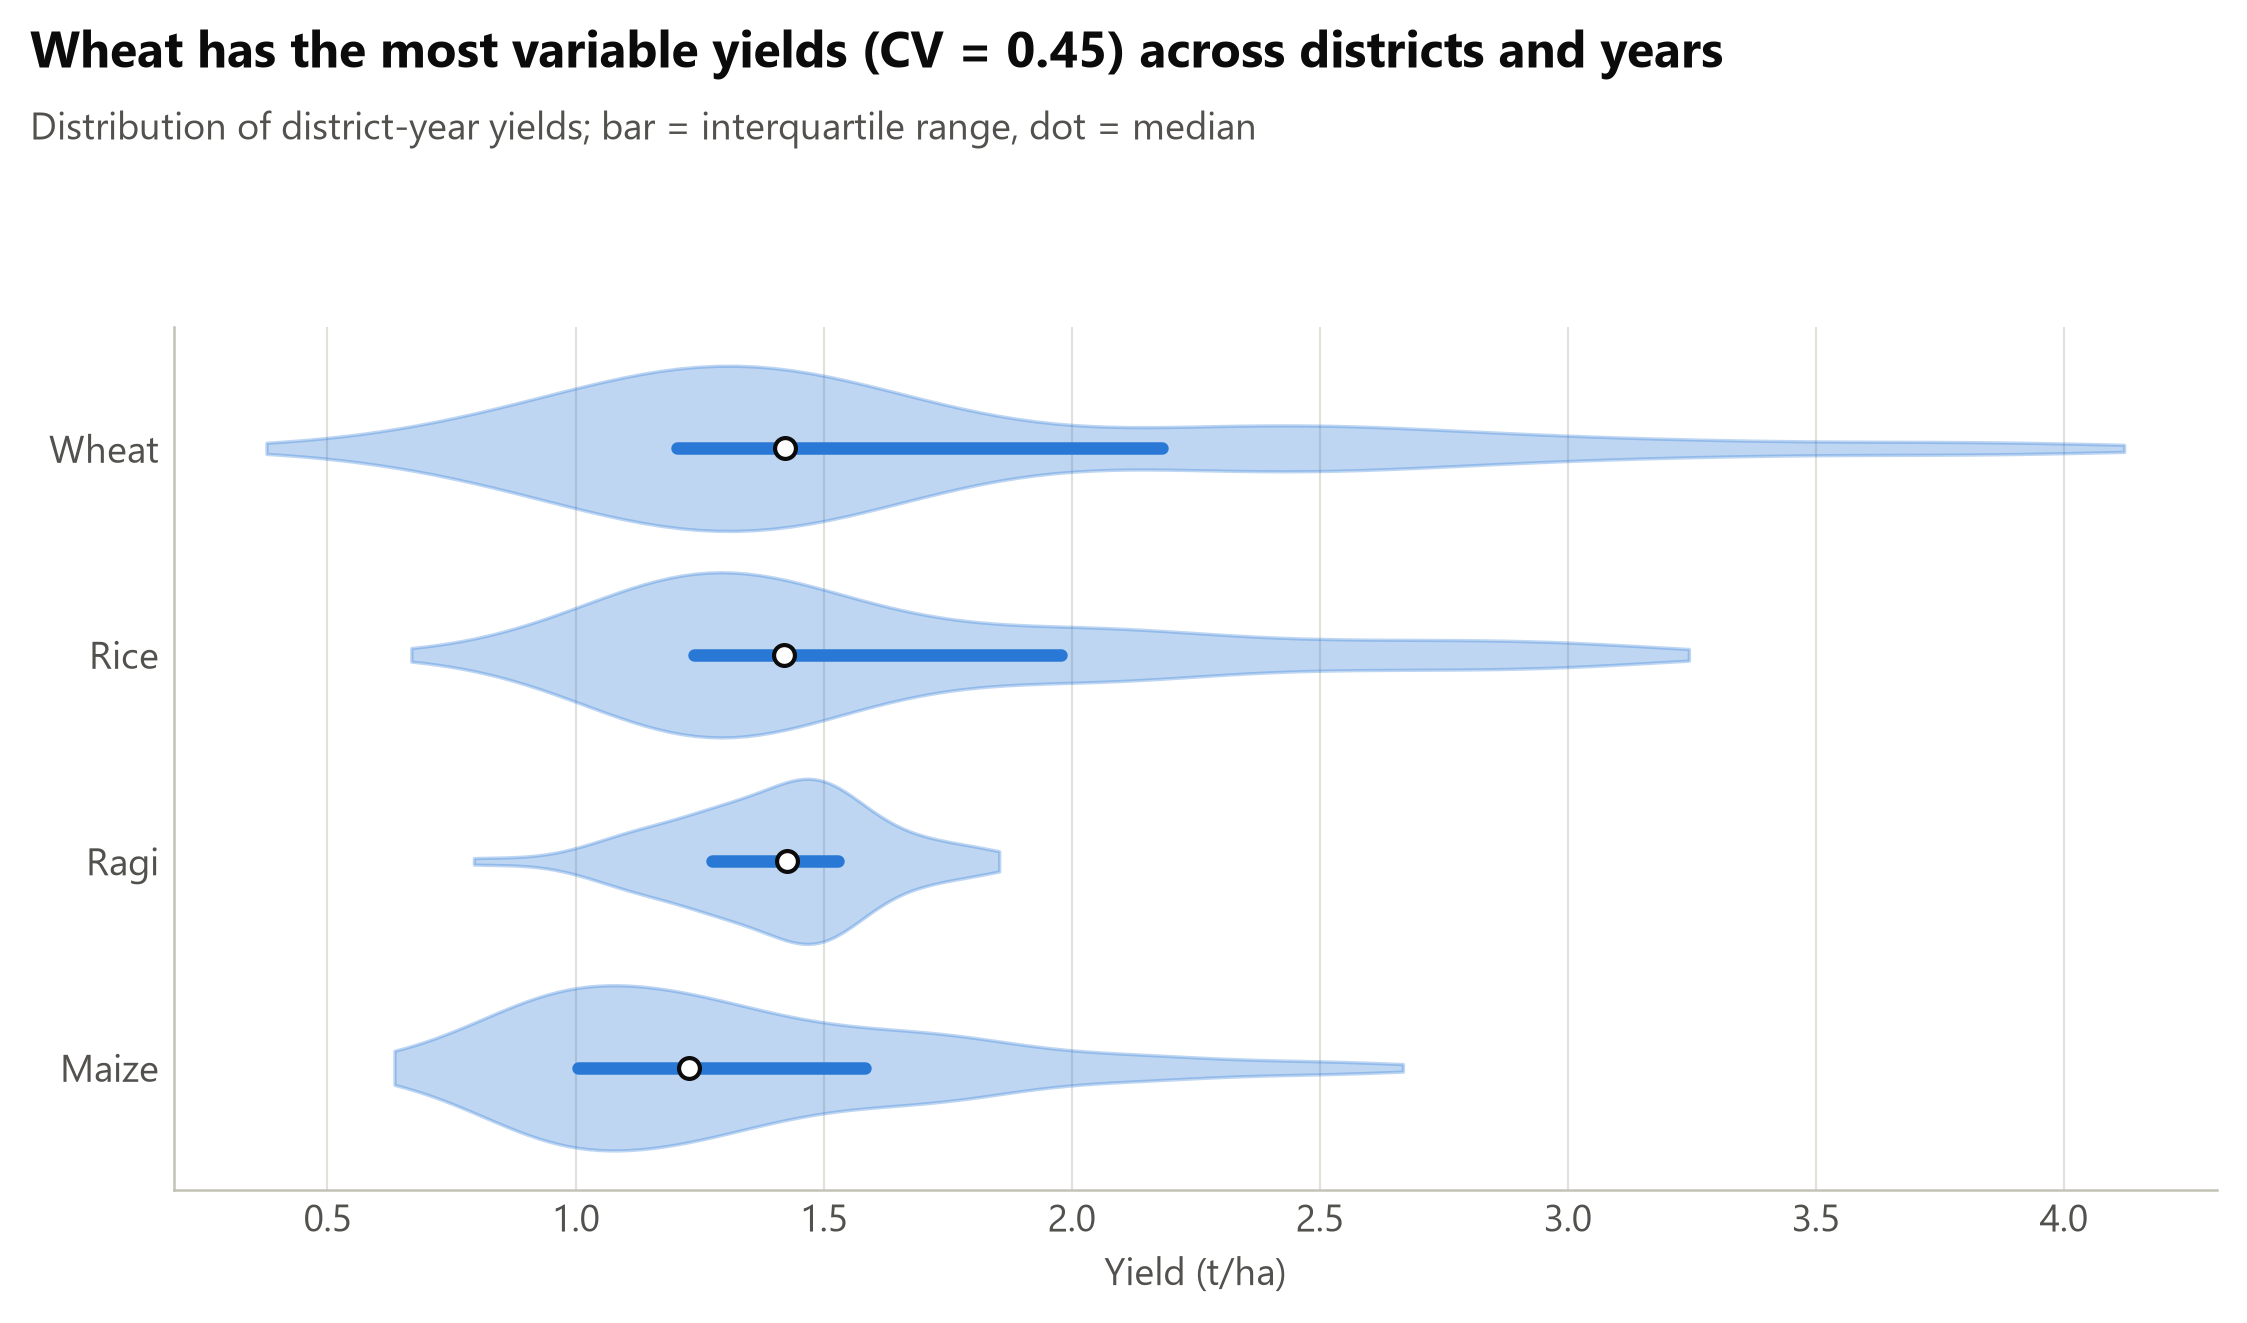 Wheat has the most variable yields (CV = 0.45) across districts and years
Distribution of district-year yields; bar = interquartile range, dot = median
Wheat
Rice
Ragi
Maize
0.5 1.0 1.5 2.0 2.5 3.0 3.5 4.0
Yield (t/ha)